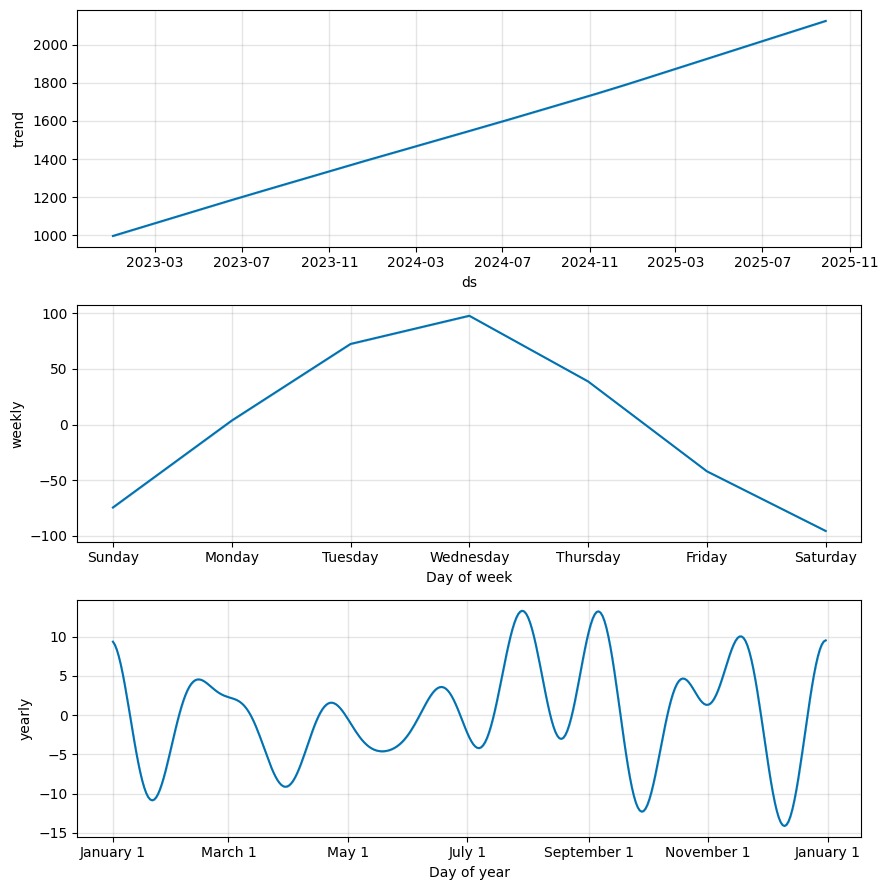 trend
2000
1800
1600
1400
1200
1000
2023-03 2023-07 2023-11 2024-03 2024-07 2024-11 2025-03 2025-07 2025-11
ds
weekly
100
50
0
−50
−100
Sunday Monday Tuesday Wednesday Thursday Friday Saturday
Day of week
yearly
10
5
0
−5
−10
−15
January 1 March 1 May 1 July 1 September 1 November 1 January 1
Day of year